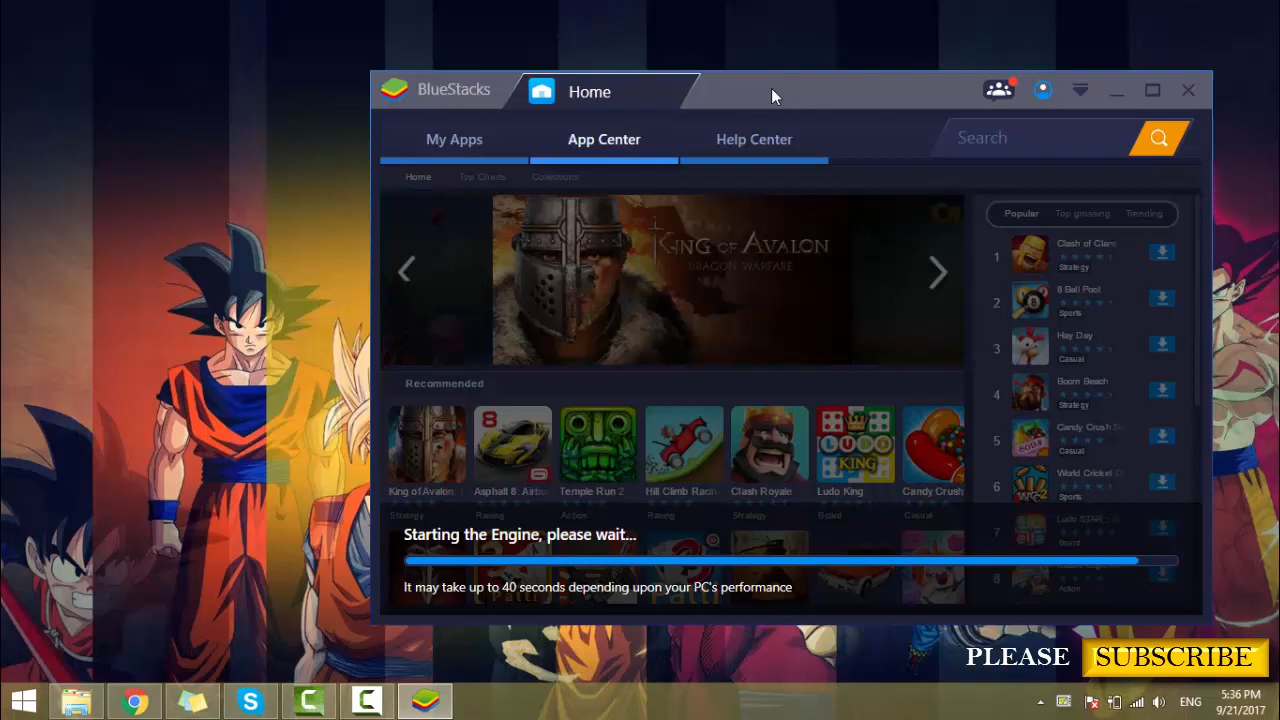 BlueStacks
Home
My Apps
App Center
Help Center
Search
Home
Top Charts
Collections
KING OF AVALON
DRAGON WARFARE
Popular
Top grossing
Trending
1
Clash of Clans
Strategy
2
8 Ball Pool
Sports
3
Hay Day
Casual
4
Boom Beach
Strategy
5
Candy Crush
Casual
6
World Cricket
Sports
7
Ludo STAR
Board
8
Action
Recommended
King of Avalon:
Asphalt 8:
Temple Run 2
Hill Climb
Clash Royale
Ludo King
Candy Crush
Strategy
Racing
Action
Racing
Strategy
Board
Casual
Starting the Engine, please wait...
It may take up to 40 seconds depending upon your PC's performance
PLEASE SUBSCRIBE
ENG
5:36 PM
9/21/2017